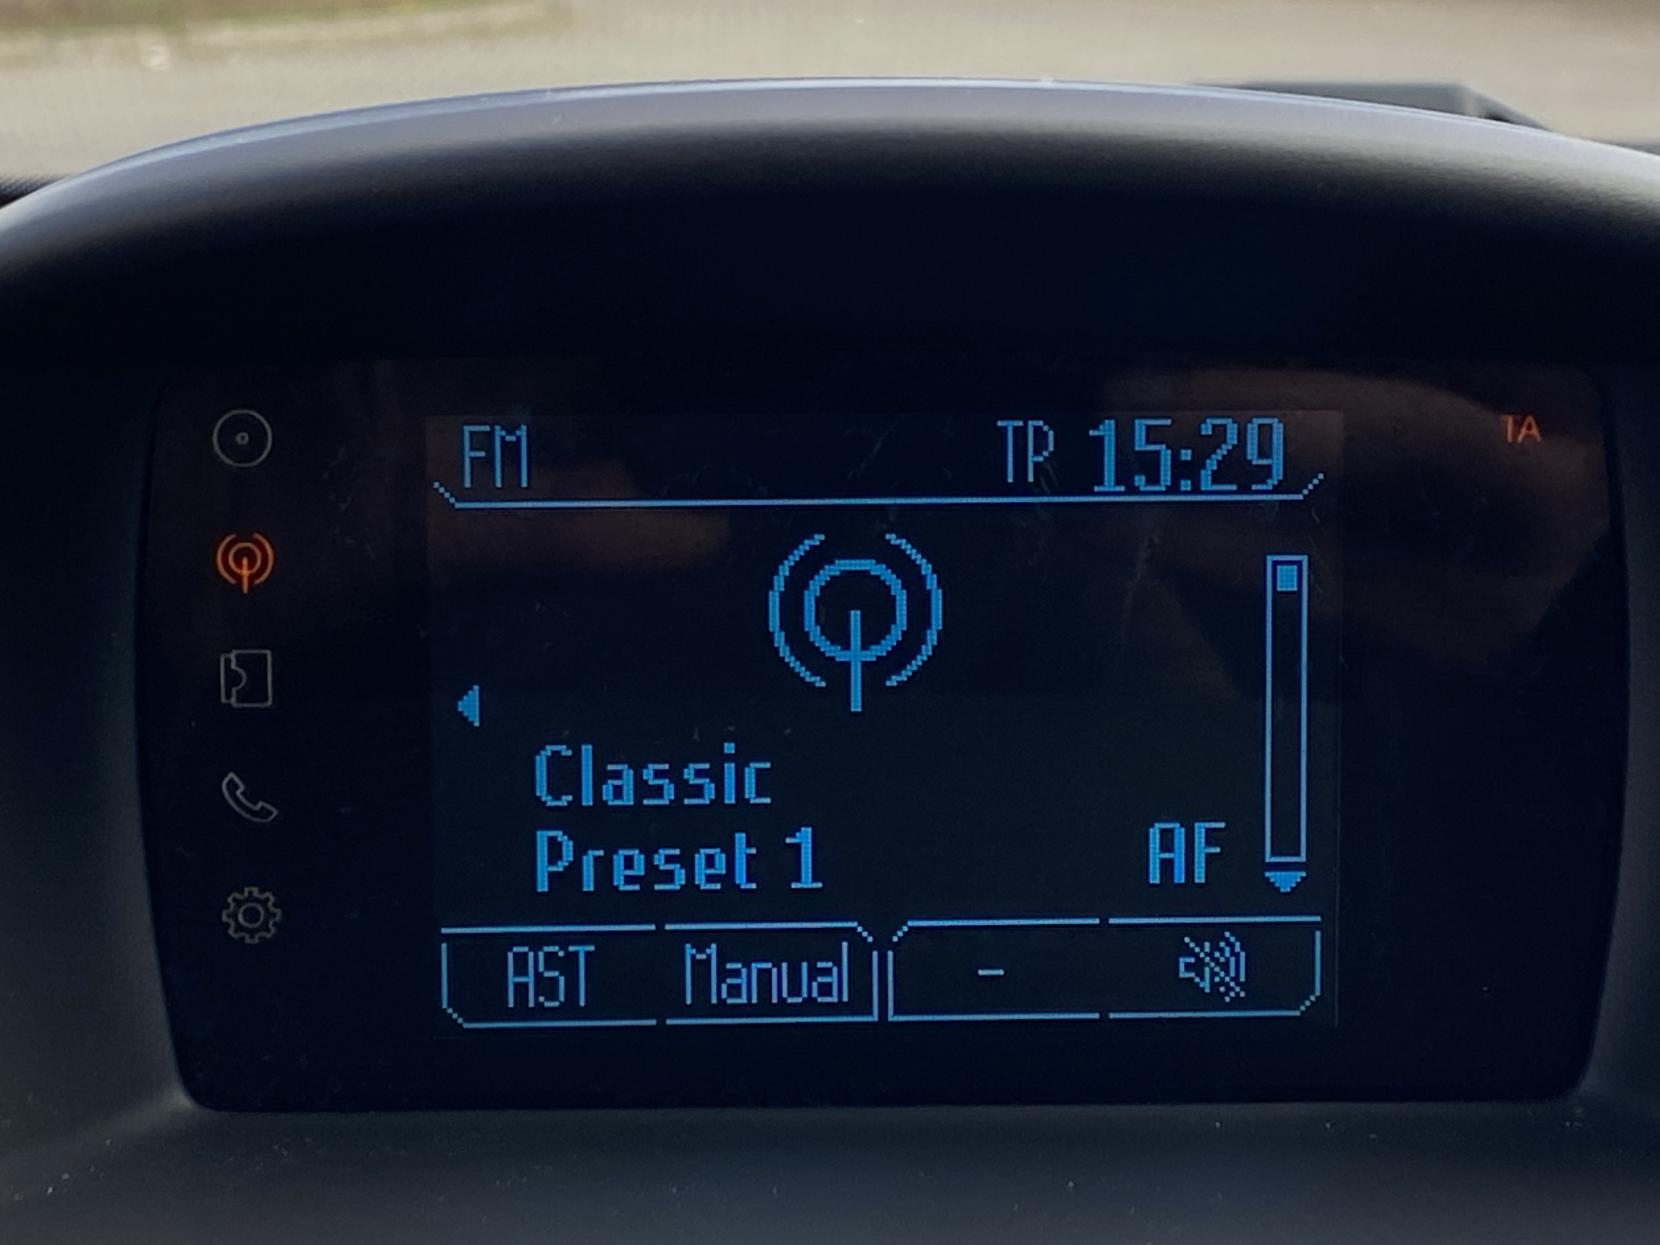 FM TP 15:29
TA
Classic
Preset 1 AF
AST Manual -